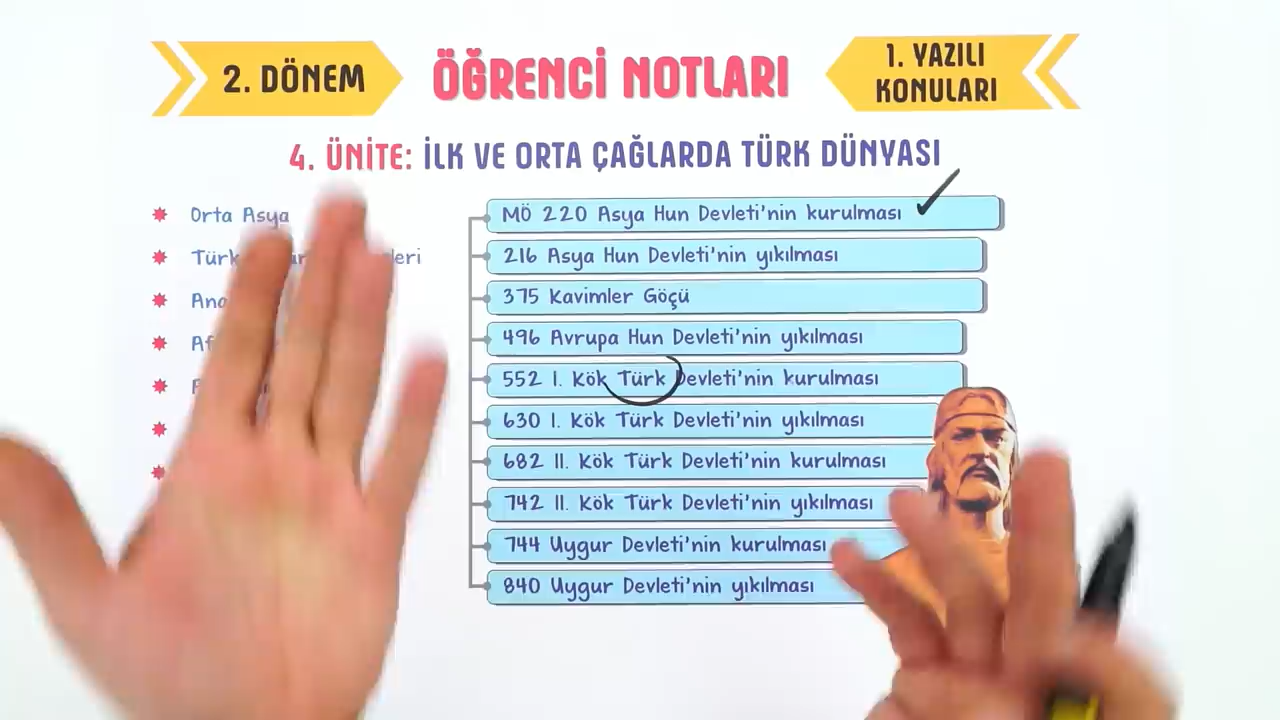 2. DÖNEM
ÖĞRENCİ NOTLARI
1. YAZILI
KONULARI
4. ÜNİTE: İLK VE ORTA ÇAĞLARDA TÜRK DÜNYASI
Orta Asya
Türk
MÖ 220 Asya Hun Devleti'nin kurulması
216 Asya Hun Devleti'nin yıkılması
375 Kavimler Göçü
496 Avrupa Hun Devleti'nin yıkılması
552 I. Kök Türk Devleti'nin kurulması
630 I. Kök Türk Devleti'nin yıkılması
682 II. Kök Türk Devleti'nin kurulması
742 II. Kök Türk Devleti'nin yıkılması
744 Uygur Devleti'nin kurulması
840 Uygur Devleti'nin yıkılması